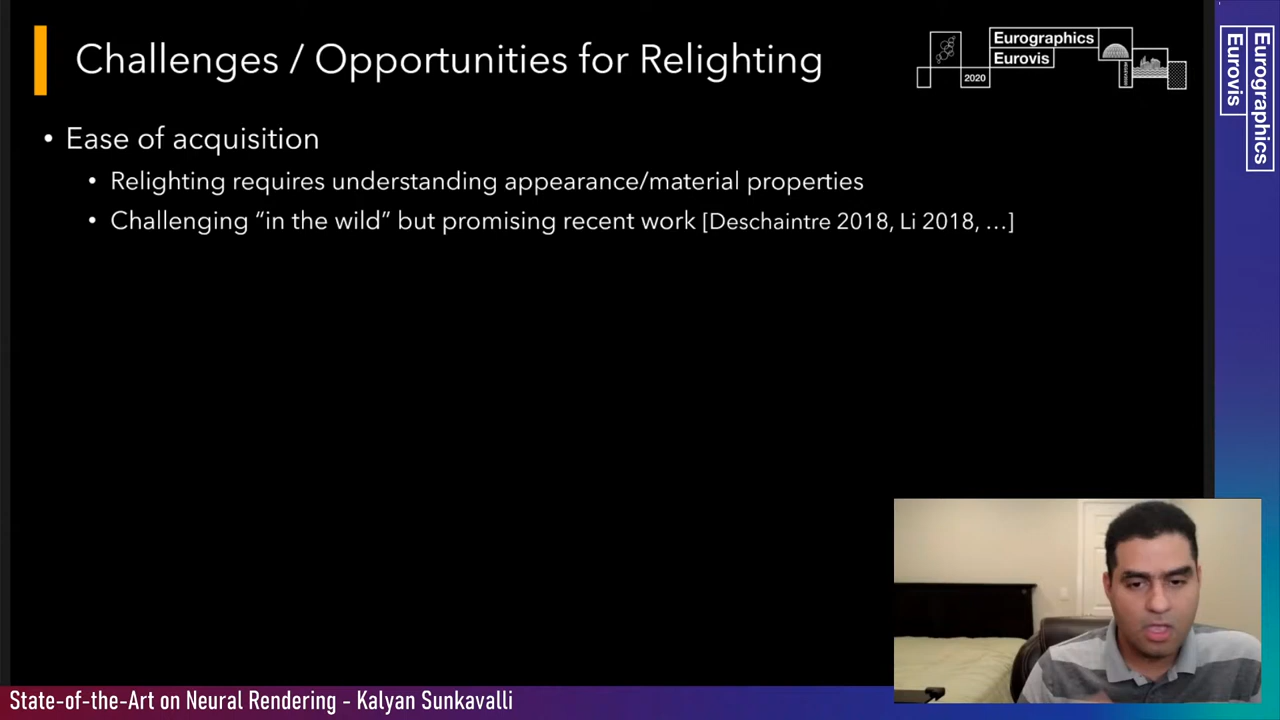 Challenges / Opportunities for Relighting
Eurographics
Eurovis
2020
Eurographics
Eurovis
• Ease of acquisition
• Relighting requires understanding appearance/material properties
• Challenging “in the wild” but promising recent work [Deschaintre 2018, Li 2018, …]
State-of-the-Art on Neural Rendering - Kalyan Sunkavalli